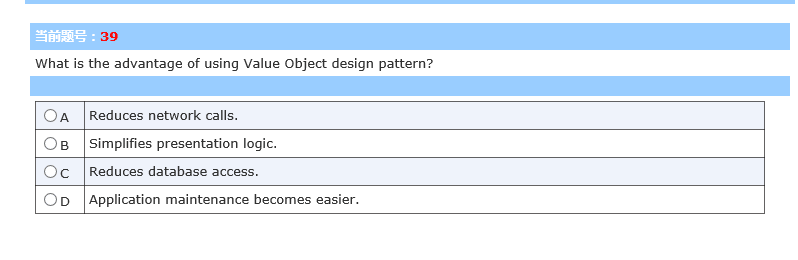 当前题号：39
What is the advantage of using Value Object design pattern?
A Reduces network calls.
B Simplifies presentation logic.
C Reduces database access.
D Application maintenance becomes easier.